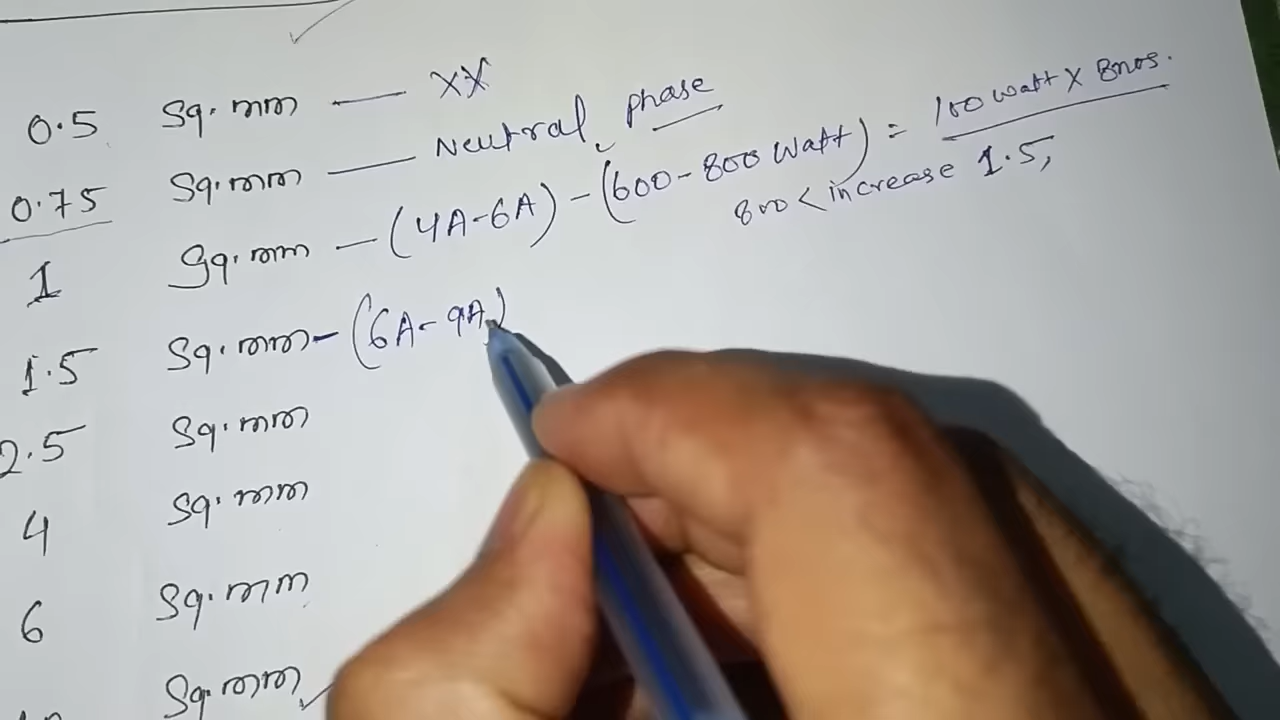 0.5 Sq.mm — XX
0.75 Sq.mm — Neutral, phase
1 Sq.mm — (4A-6A) - (600-800 Watt) = 100 Watt X 8nos.
800 < increase 1.5,
1.5 Sq.mm - (6A-9A)
2.5 Sq.mm
4 Sq.mm
6 Sq.mm
Sq.mm